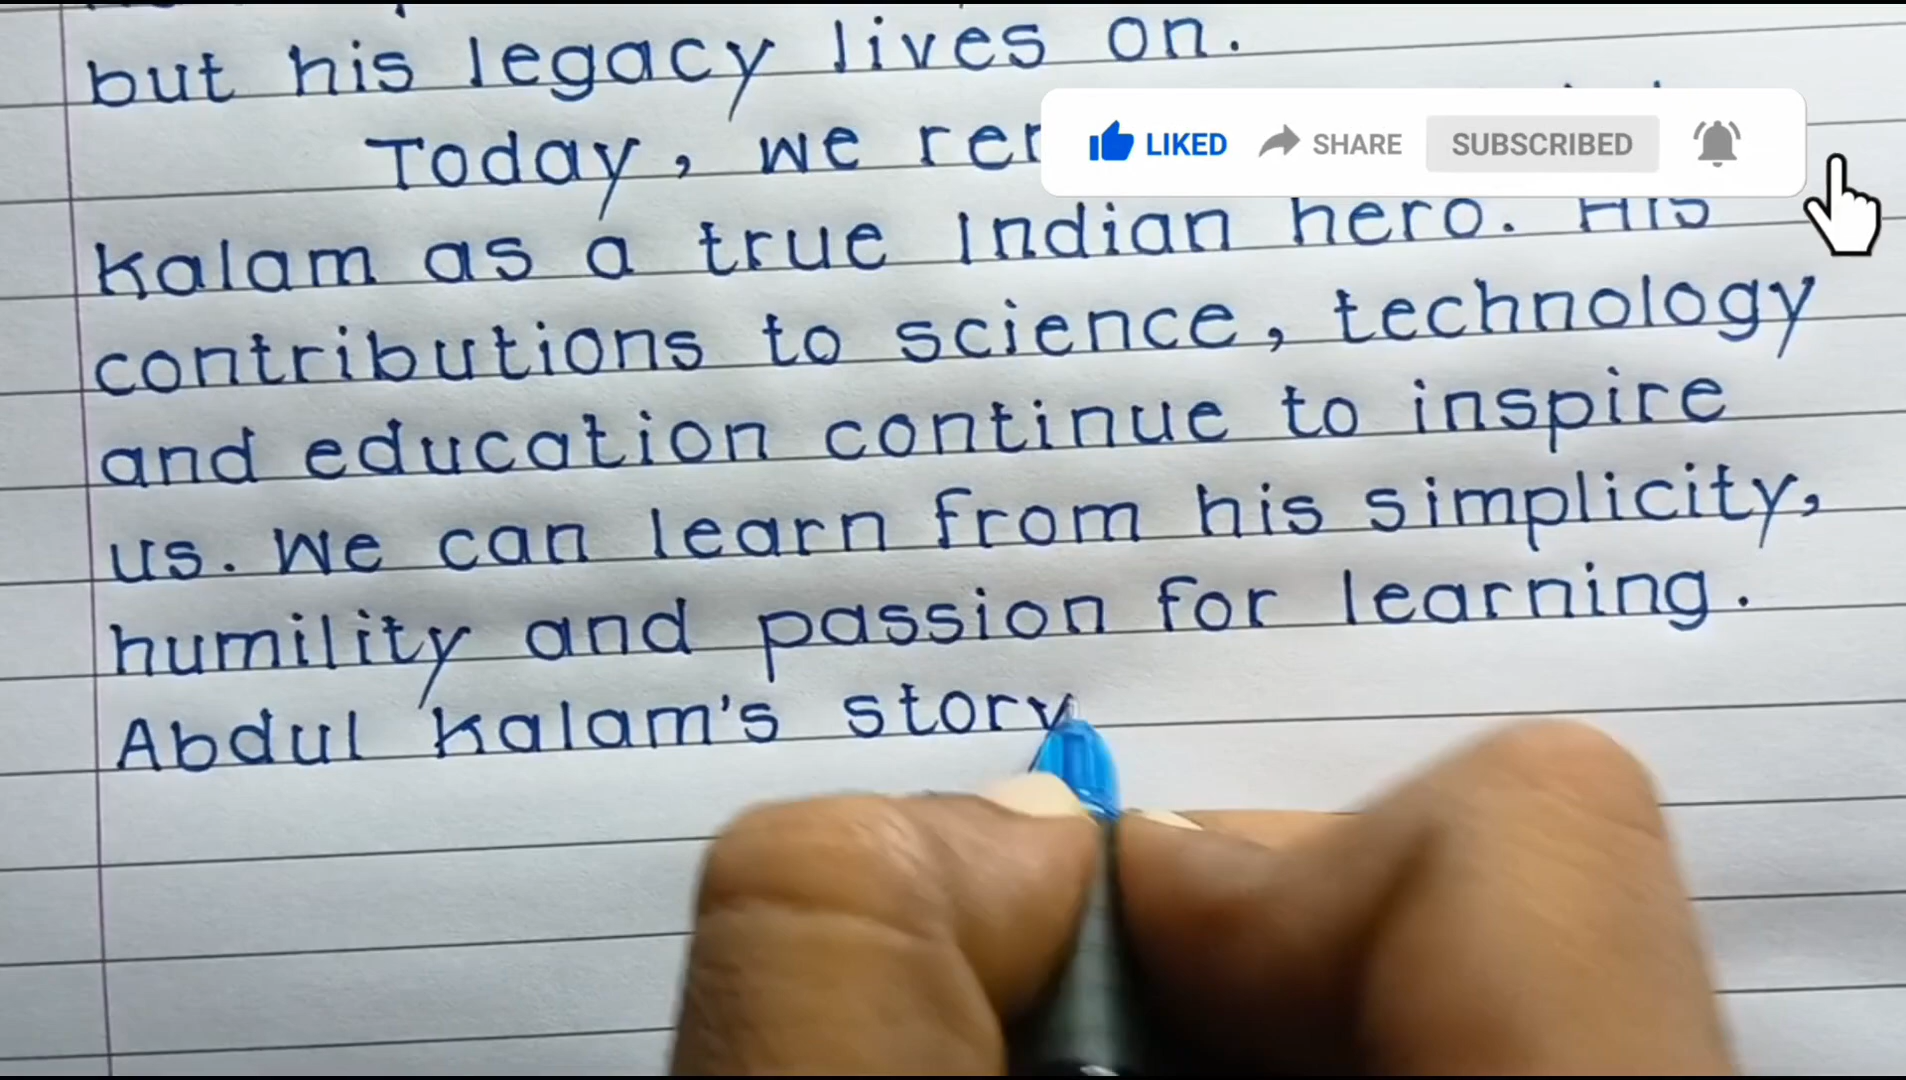 but his legacy lives on.
Today, we
LIKED SHARE SUBSCRIBED
Kalam as a true Indian hero. His
contributions to science, technology
and education continue to inspire
us. We can learn from his simplicity,
humility and passion for learning.
Abdul Kalam's story